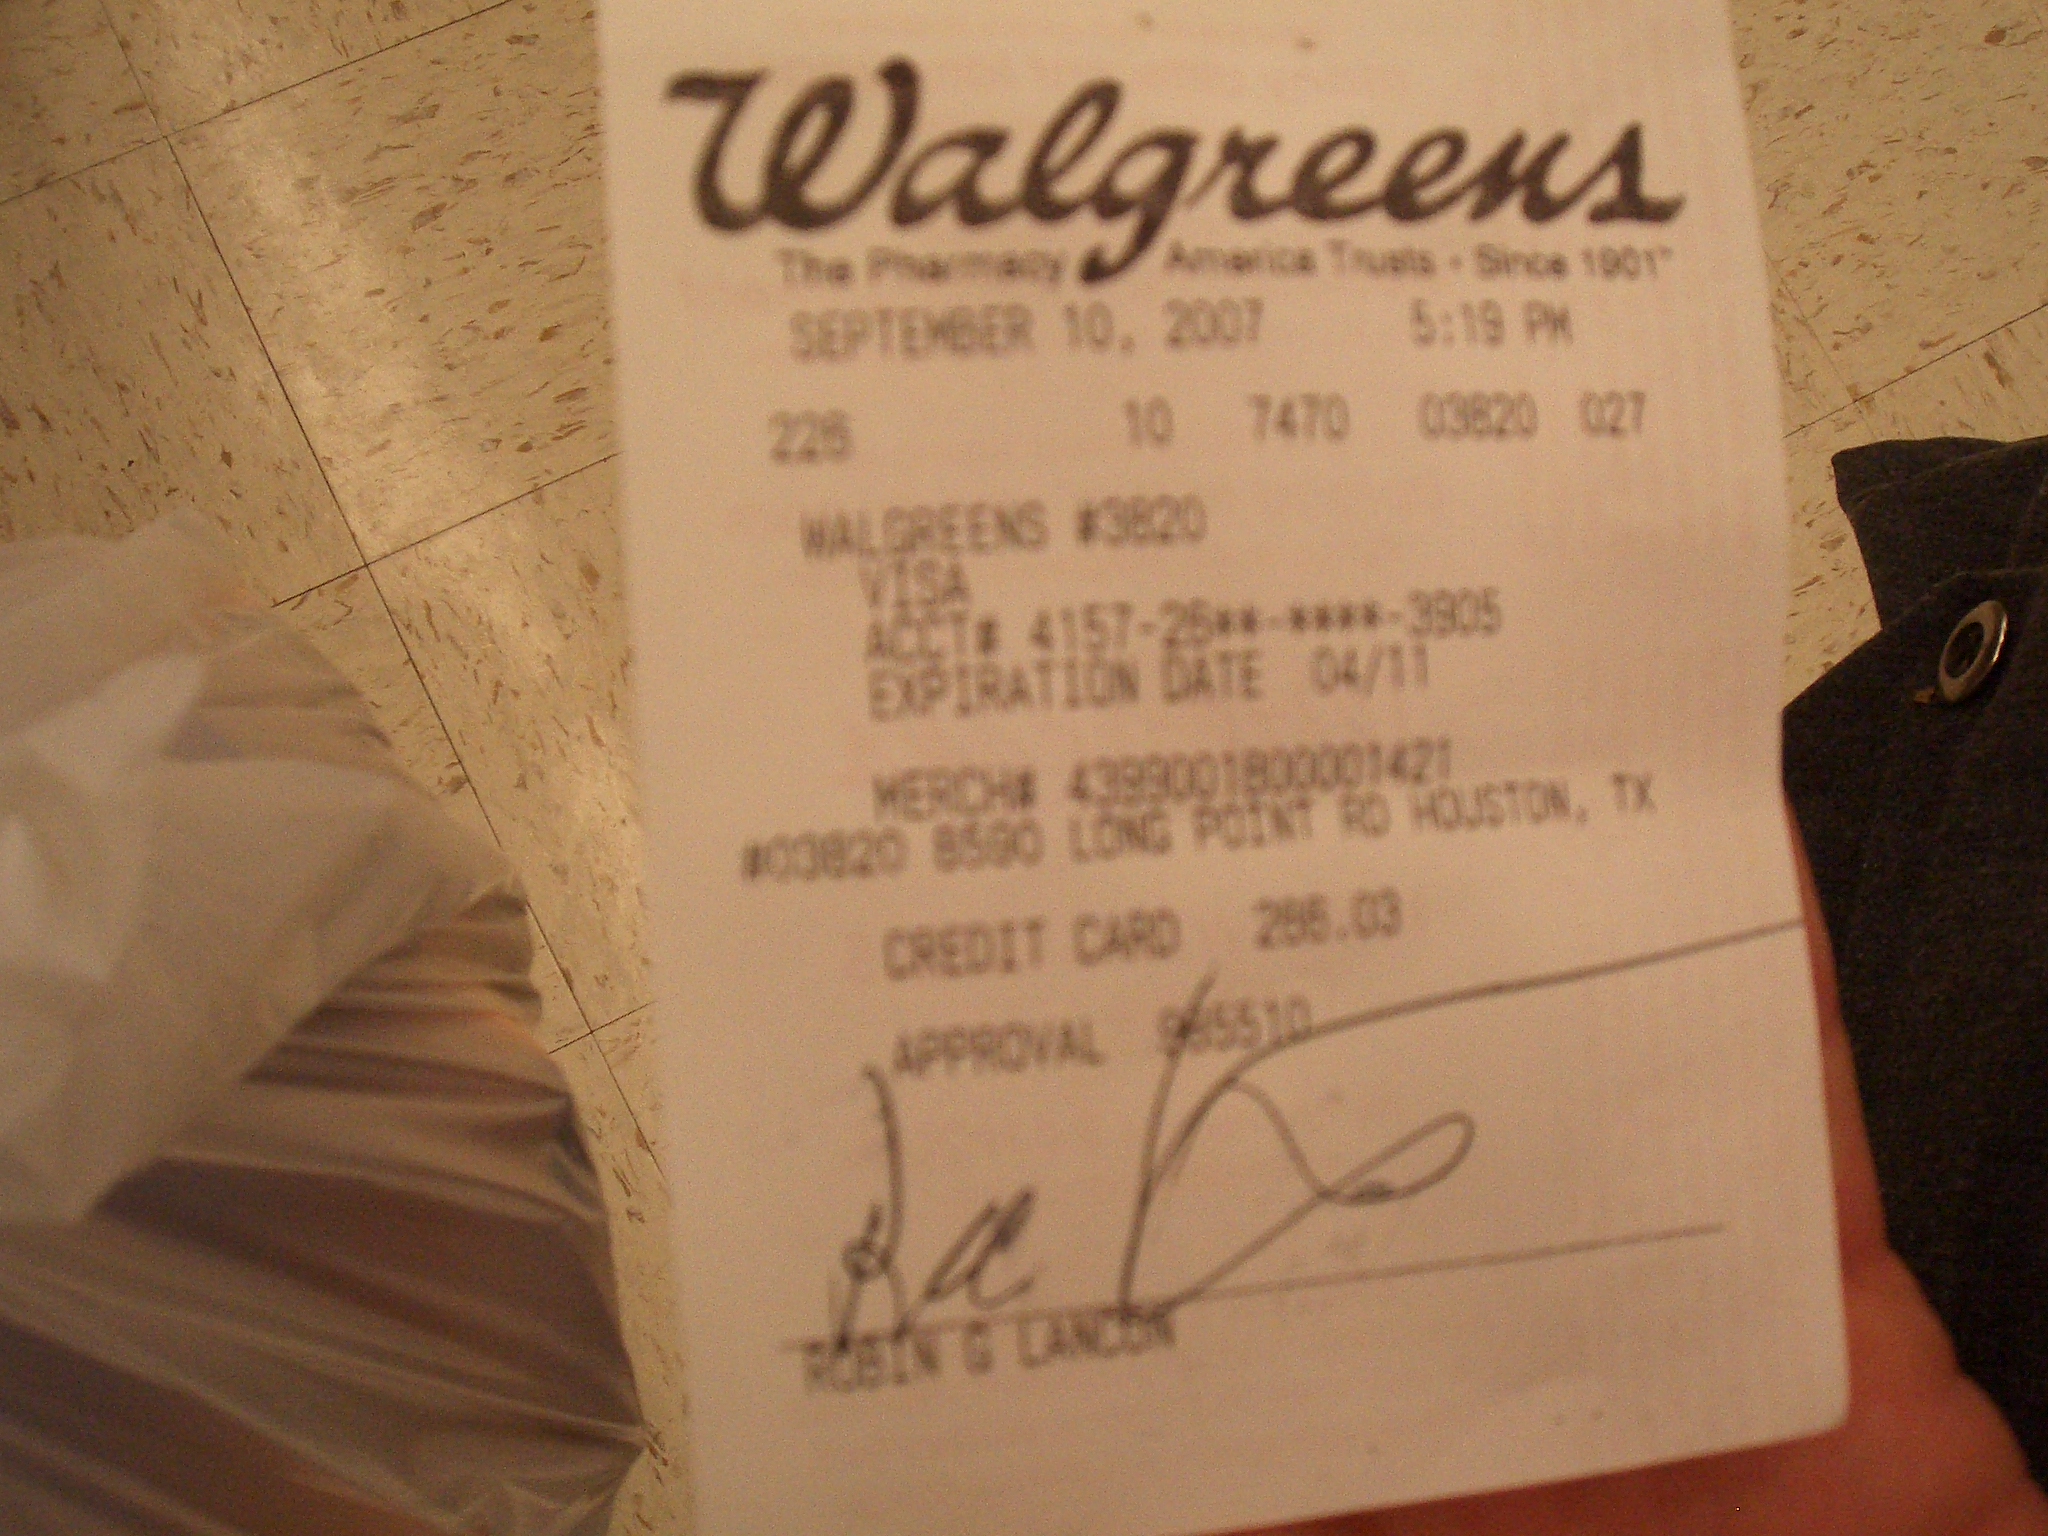 Walgreens
The Pharmacy America Trusts • Since 1901
SEPTEMBER 10, 2007 5:19 PM
226 10 7470 03820 027
WALGREENS #3820
VISA
ACCT# 4157-26**-****-3905
EXPIRATION DATE 04/11
MERCH# 4399001800001421
#03820 8590 LONG POINT RD HOUSTON, TX
CREDIT CARD 286.03
APPROVAL 985510
ROBIN G LANCON